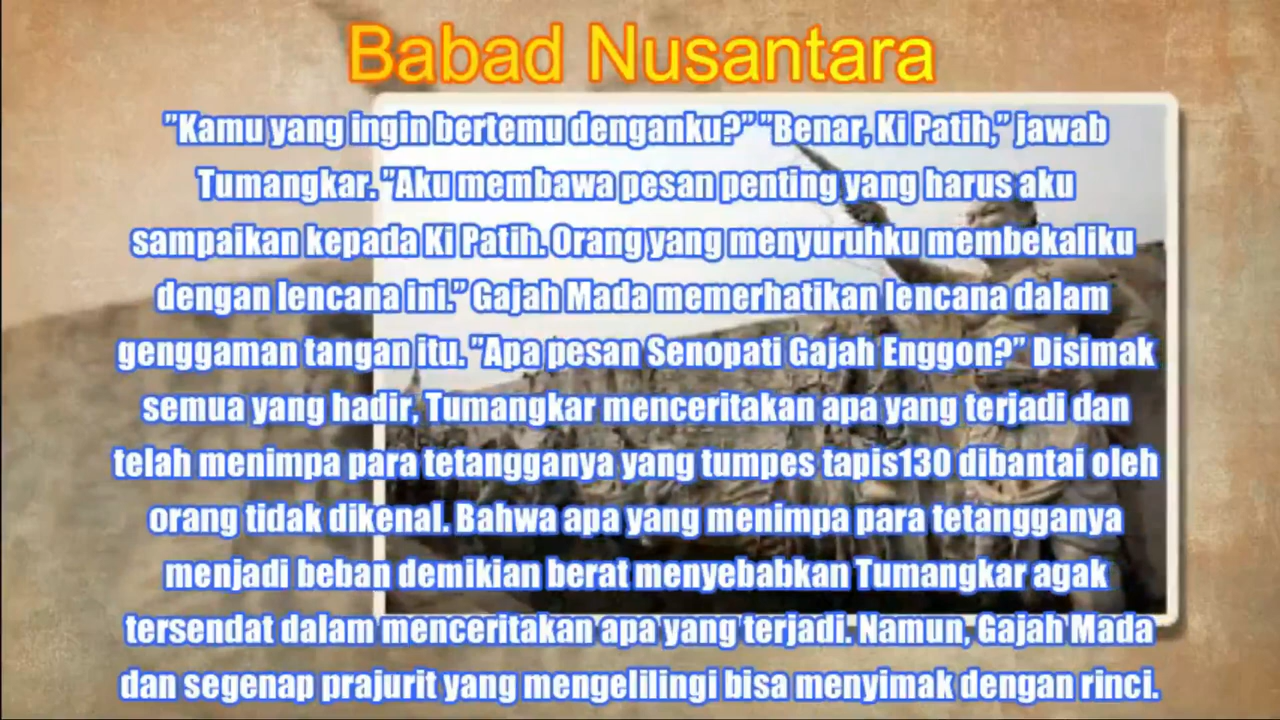 Babad Nusantara
"Kamu yang ingin bertemu denganku?" "Benar, Ki Patih," jawab
Tumangkar. "Aku membawa pesan penting yang harus aku
sampaikan kepada Ki Patih. Orang yang menyuruhku membekaliku
dengan lencana ini." Gajah Mada memerhatikan lencana dalam
genggaman tangan itu. "Apa pesan Senopati Gajah Enggon?" Disimak
semua yang hadir, Tumangkar menceritakan apa yang terjadi dan
telah menimpa para tetangganya yang tumpes tapis130 dibantai oleh
orang tidak dikenal. Bahwa apa yang menimpa para tetangganya
menjadi beban demikian berat menyebabkan Tumangkar agak
tersendat dalam menceritakan apa yang terjadi. Namun, Gajah Mada
dan segenap prajurit yang mengelilingi bisa menyimak dengan rinci.